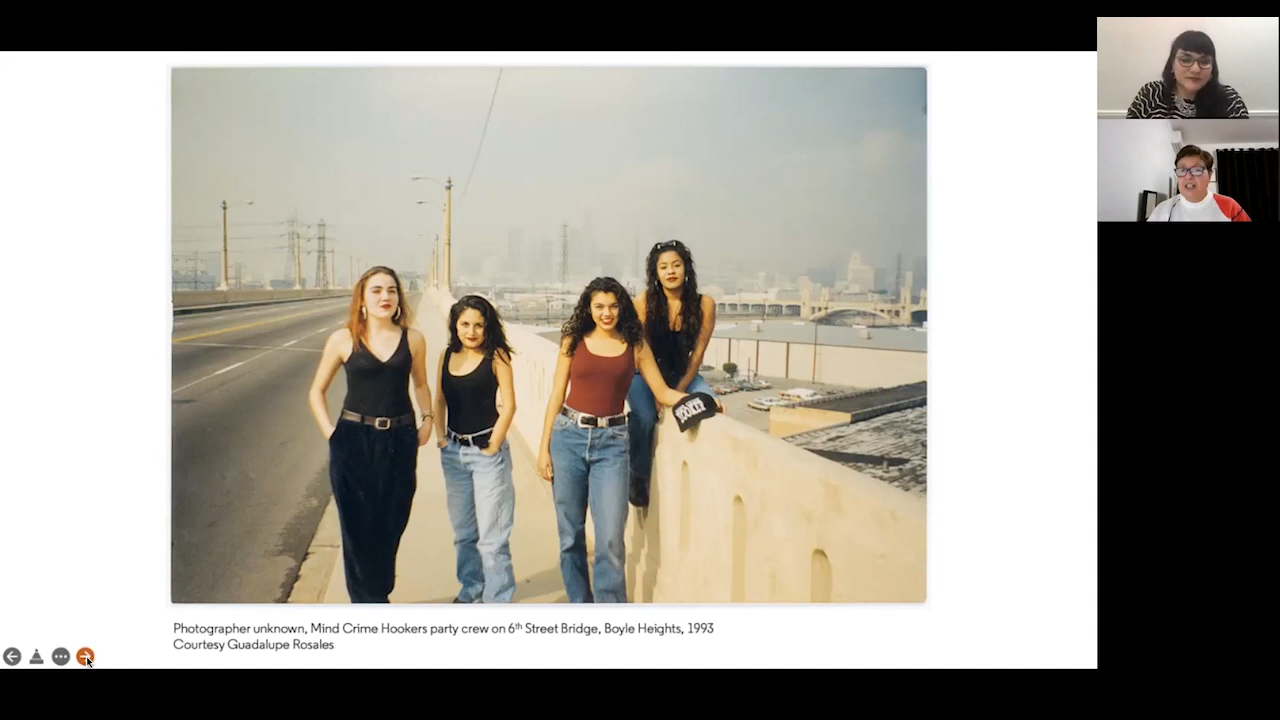 Photographer unknown, Mind Crime Hookers party crew on 6th Street Bridge, Boyle Heights, 1993
Courtesy Guadalupe Rosales